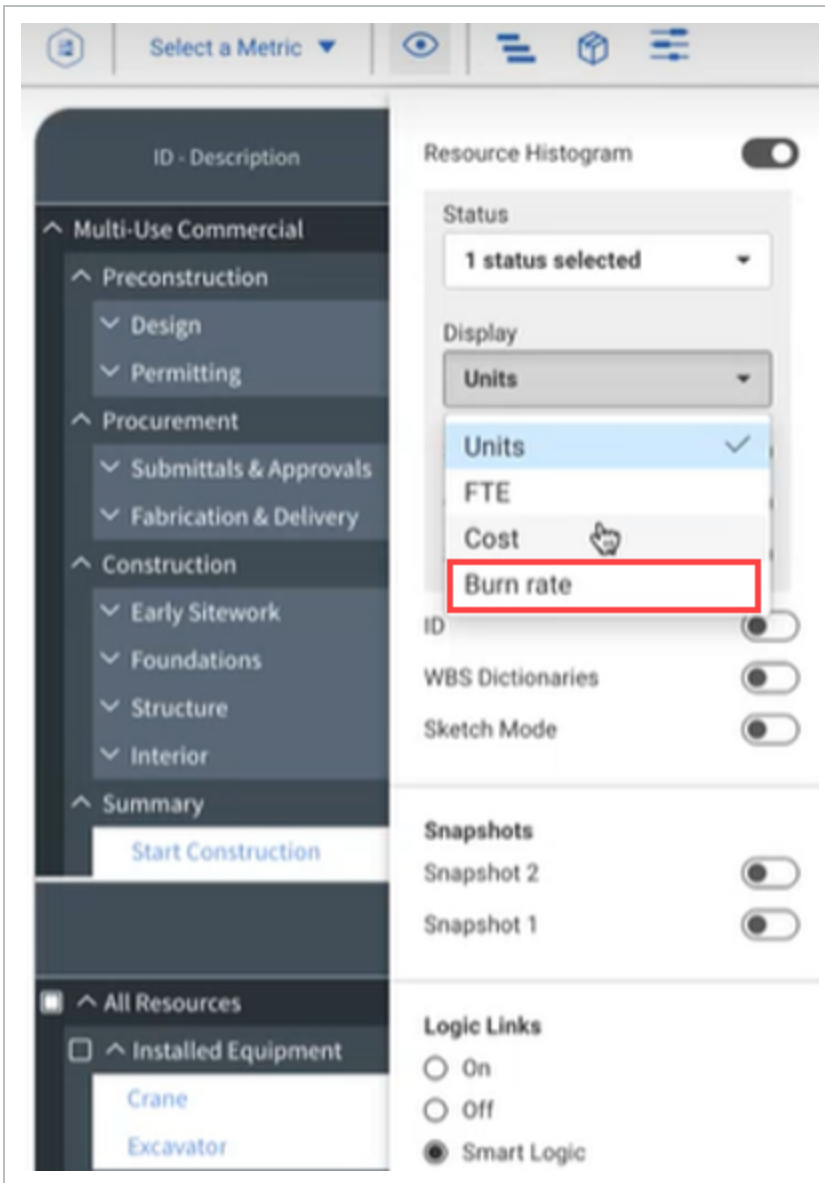 Select a Metric
ID - Description
Multi-Use Commercial
Preconstruction
Design
Permitting
Procurement
Submittals & Approvals
Fabrication & Delivery
Construction
Early Sitework
Foundations
Structure
Interior
Summary
Start Construction
All Resources
Installed Equipment
Crane
Excavator
Resource Histogram
Status
1 status selected
Display
Units
Units
FTE
Cost
Burn rate
ID
WBS Dictionaries
Sketch Mode
Snapshots
Snapshot 2
Snapshot 1
Logic Links
On
Off
Smart Logic